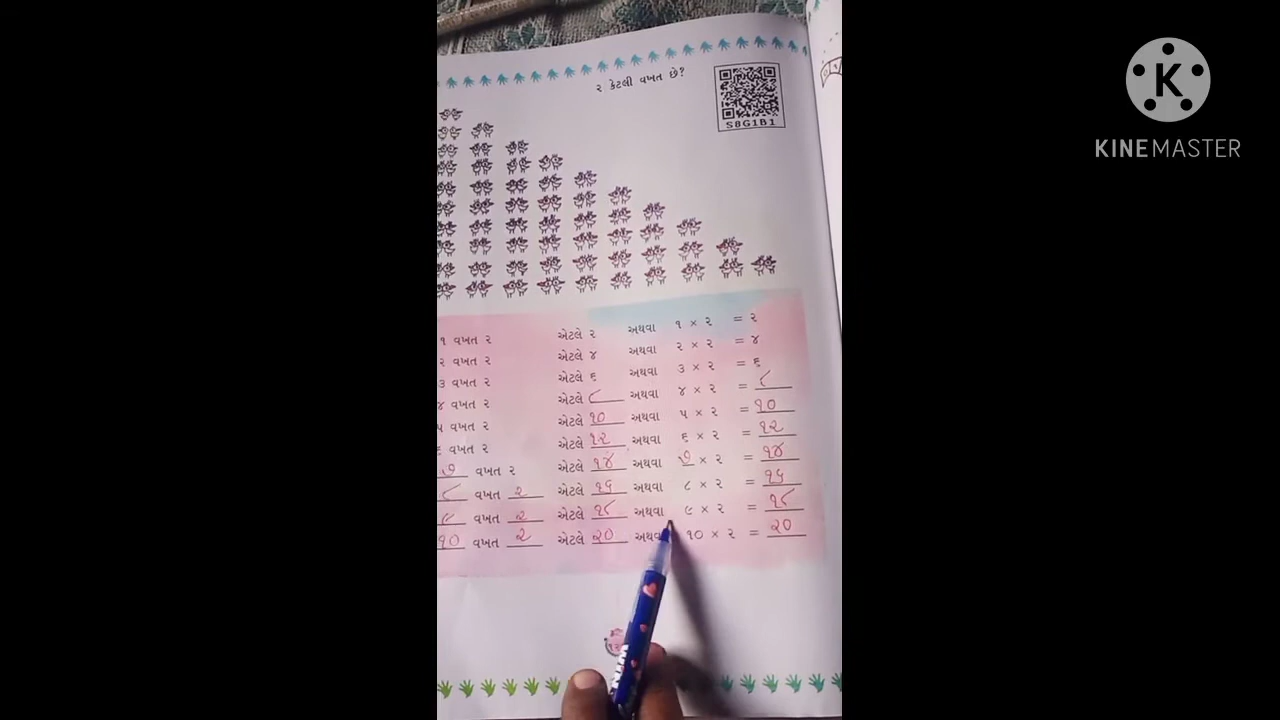 ૨ કેટલી વખત છે?
S8G1B1
K
KINEMASTER
૧ વખત ૨ એટલે ૨ અથવા ૧ × ૨ = ૨
૨ વખત ૨ એટલે ૪ અથવા ૨ × ૨ = ૪
૩ વખત ૨ એટલે ૬ અથવા ૩ × ૨ = ૬
૪ વખત ૨ એટલે ૮ અથવા ૪ × ૨ = ૮
૫ વખત ૨ એટલે ૧૦ અથવા ૫ × ૨ = ૧૦
૬ વખત ૨ એટલે ૧૨ અથવા ૬ × ૨ = ૧૨
૭ વખત ૨ એટલે ૧૪ અથવા ૭ × ૨ = ૧૪
૮ વખત ૨ એટલે ૧૬ અથવા ૮ × ૨ = ૧૬
૯ વખત ૨ એટલે ૧૮ અથવા ૯ × ૨ = ૧૮
૧૦ વખત ૨ એટલે ૨૦ અથવા ૧૦ × ૨ = ૨૦